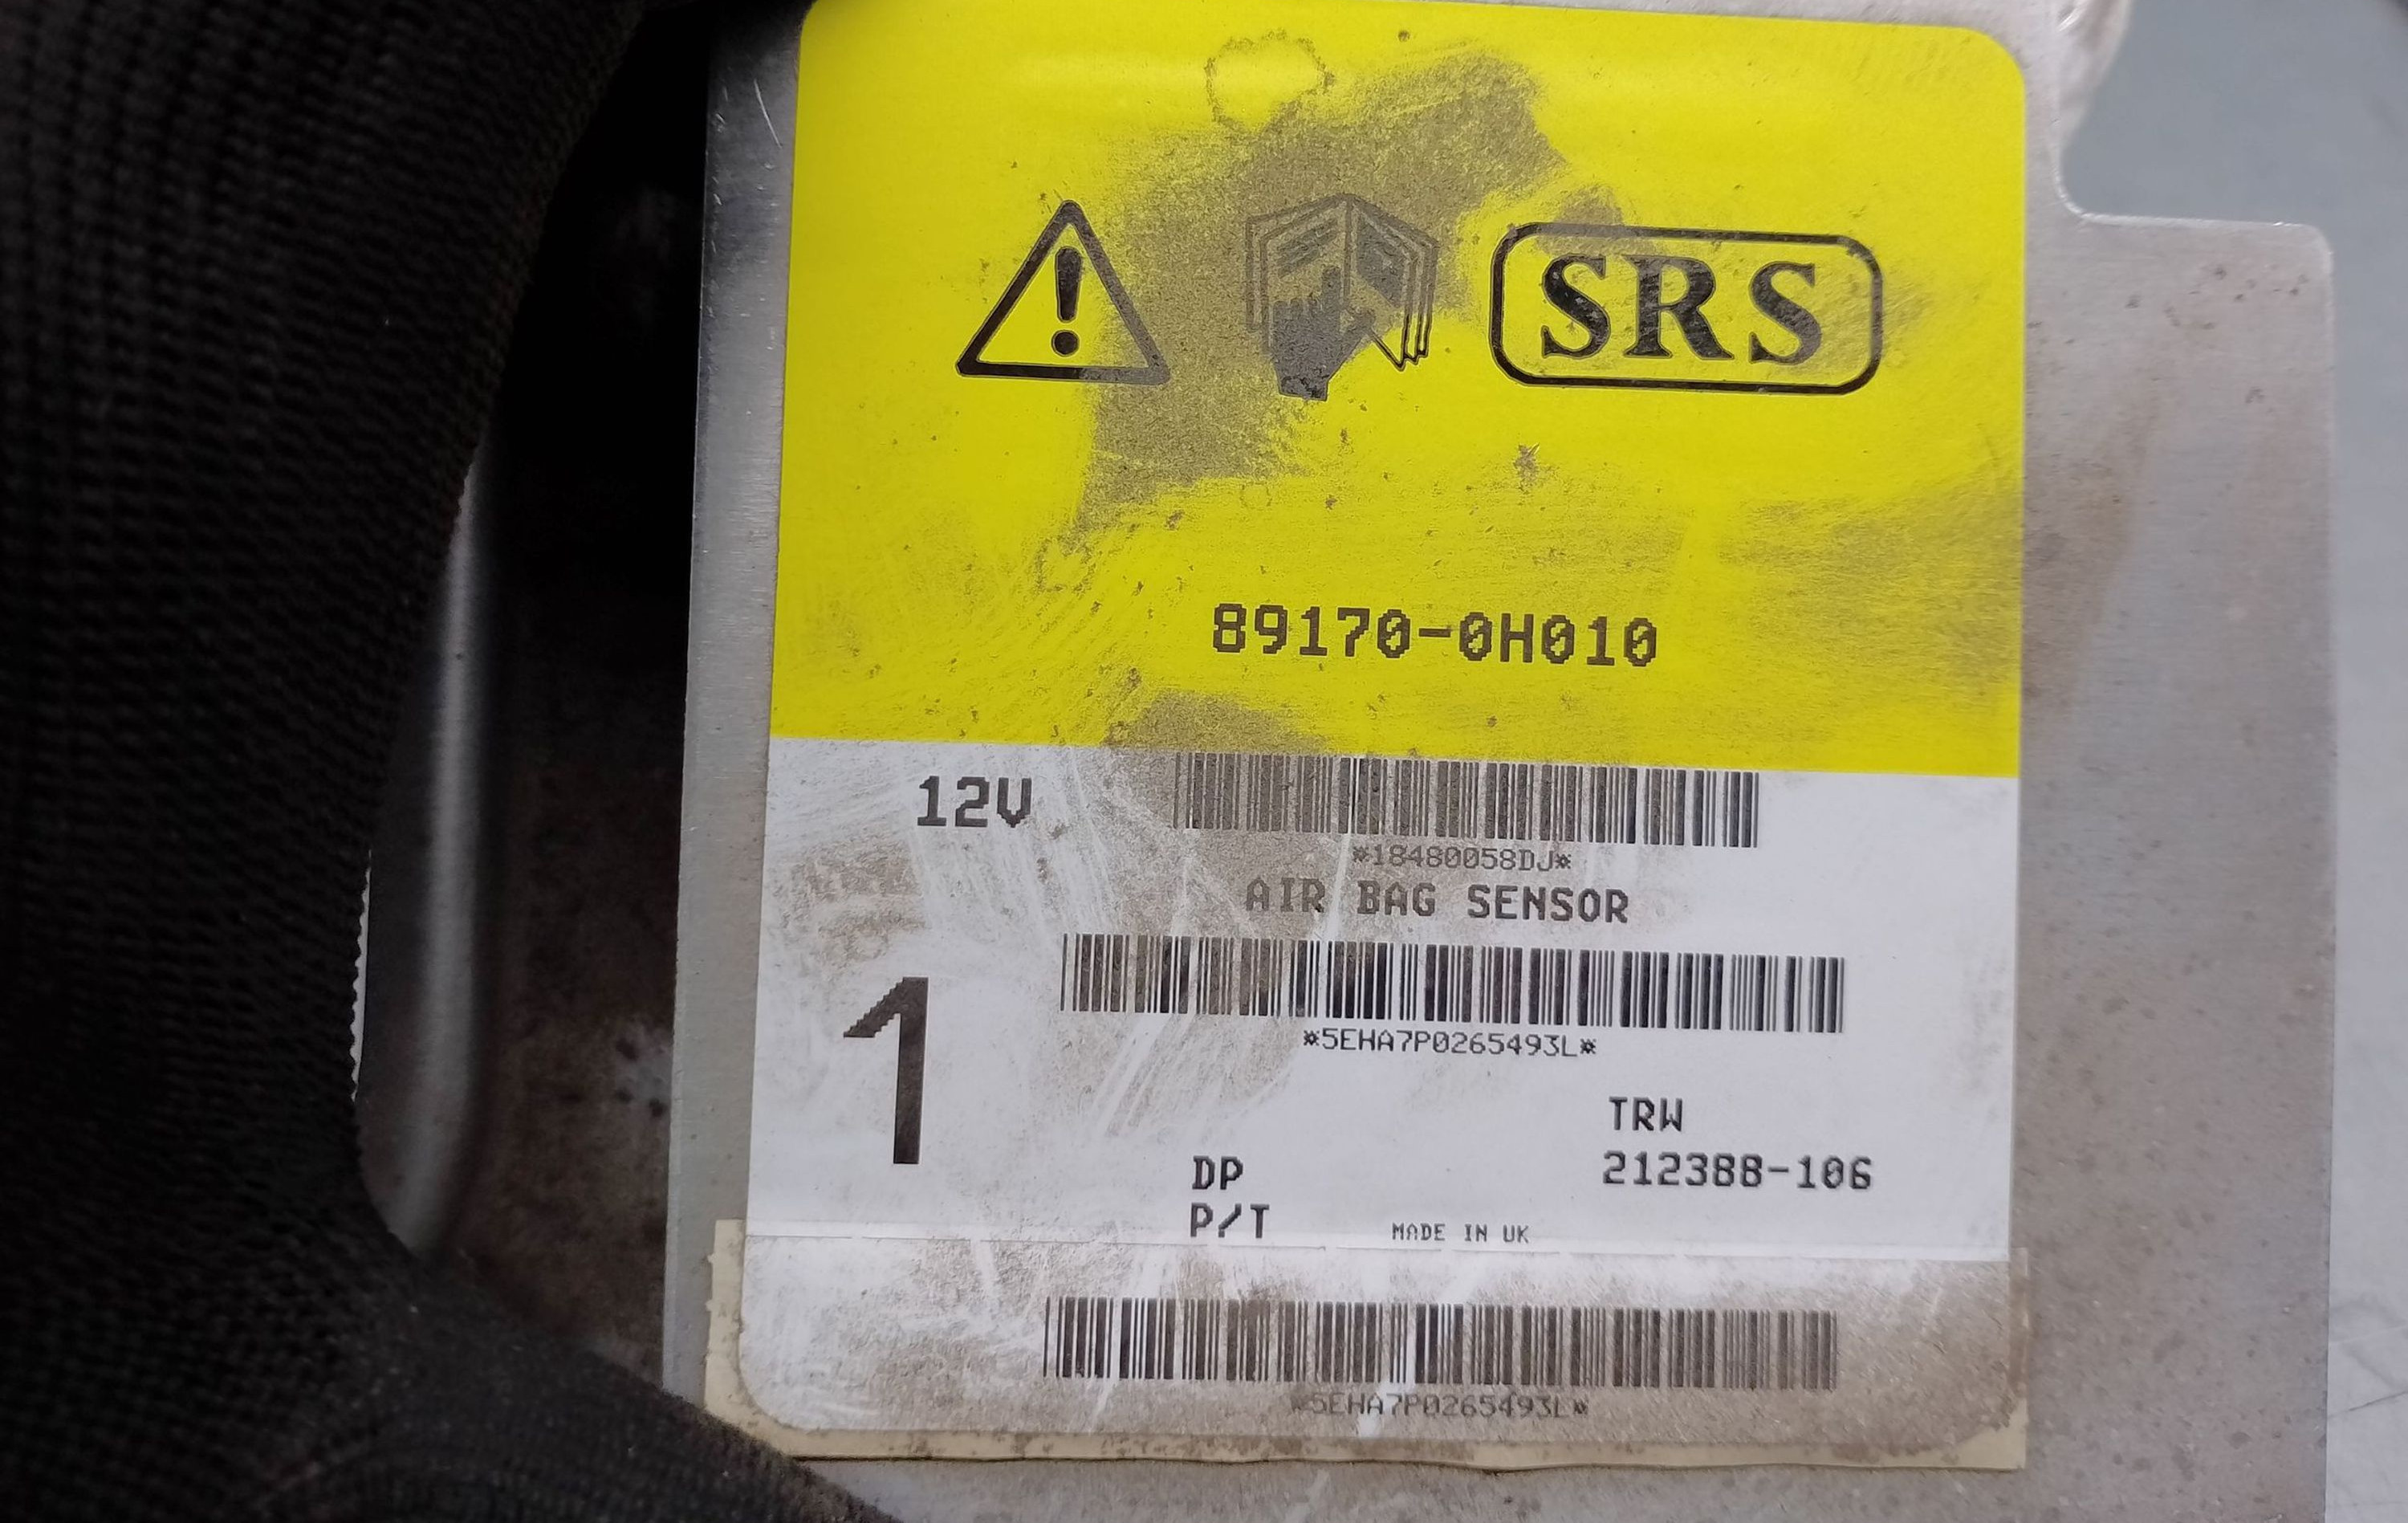 SRS
89170-0H010
12V
*18480058DJ*
AIR BAG SENSOR
*5EHA7P0265493L*
1
TRW
DP
212388-106
P/T
MADE IN UK
*5EHA7P0265493L*